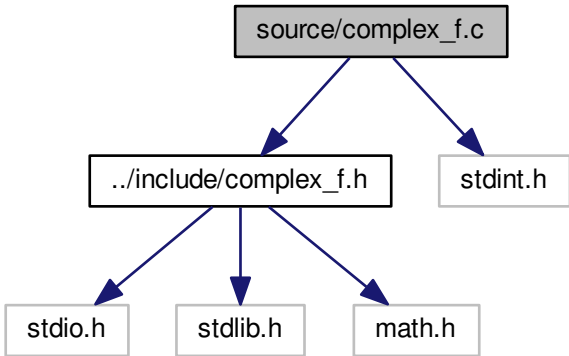 source/complex_f.c
../include/complex_f.h
stdint.h
stdio.h
stdlib.h
math.h